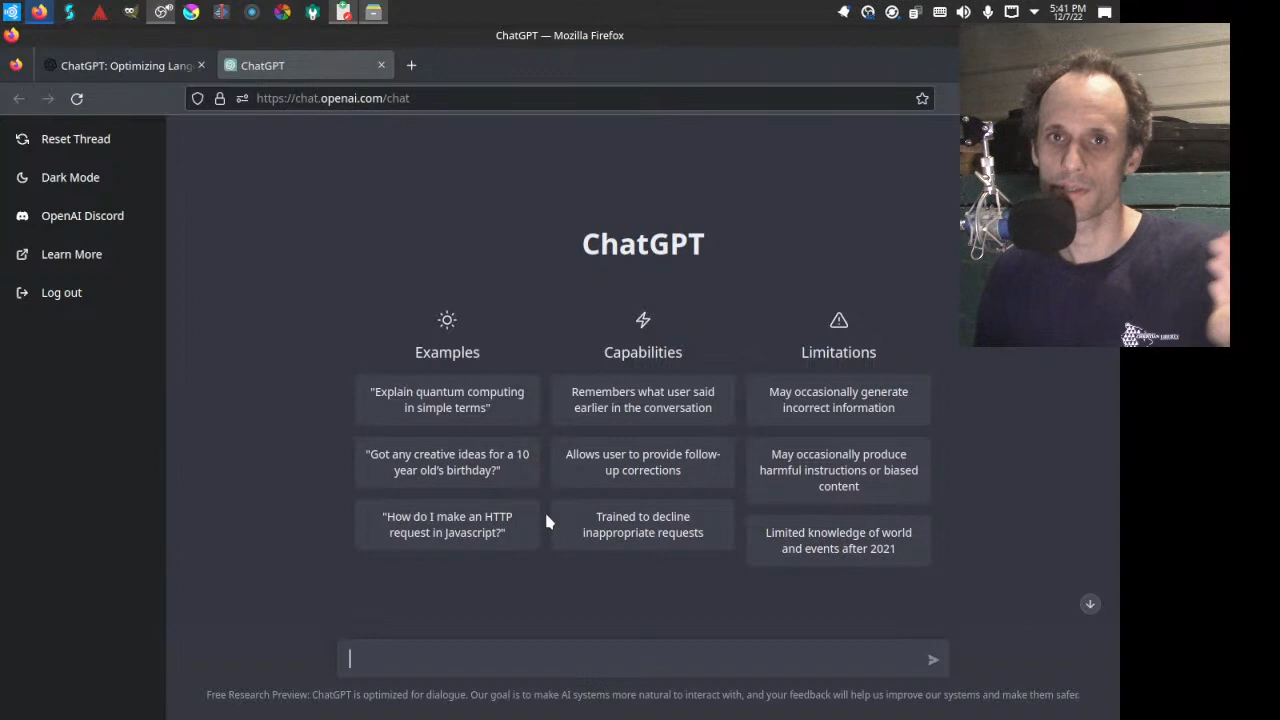 5:41 PM
12/7/22
ChatGPT — Mozilla Firefox
ChatGPT: Optimizing Lang
ChatGPT
https://chat.openai.com/chat
Reset Thread
Dark Mode
OpenAI Discord
Learn More
Log out
ChatGPT
Examples
"Explain quantum computing
in simple terms"
"Got any creative ideas for a 10
year old's birthday?"
"How do I make an HTTP
request in Javascript?"
Capabilities
Remembers what user said
earlier in the conversation
Allows user to provide follow-
up corrections
Trained to decline
inappropriate requests
Limitations
May occasionally generate
incorrect information
May occasionally produce
harmful instructions or biased
content
Limited knowledge of world
and events after 2021
Free Research Preview: ChatGPT is optimized for dialogue. Our goal is to make AI systems more natural to interact with, and your feedback will help us improve our systems and make them safer.